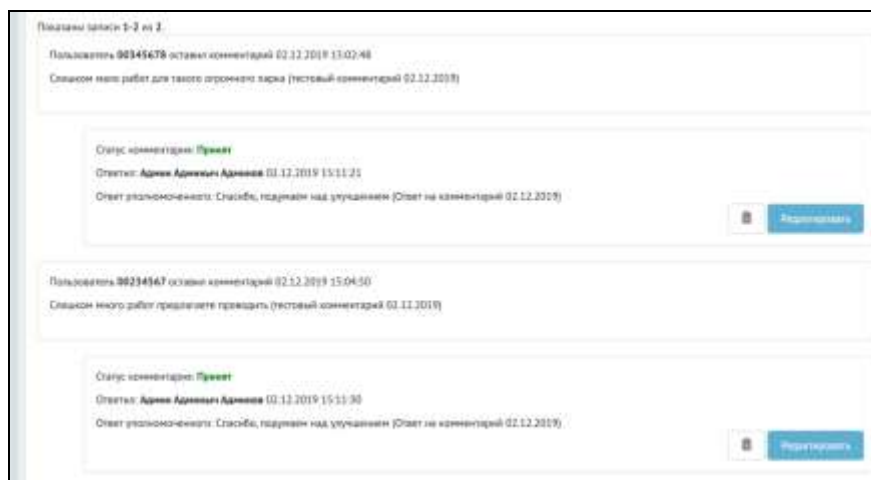 Показаны записи 1-2 из 2.
Пользователь 00345678 оставил комментарий 02.12.2019 15:02:48
Слишком мало работ для такого огромного парка (тестовый комментарий 02.12.2019)
Статус комментария: Принят
Ответил: Админ Админыч Админов 02.12.2019 15:11:21
Ответ уполномоченного: Спасибо, подумаем над улучшением (Ответ на комментарий 02.12.2019)
Редактировать
Пользователь 00234567 оставил комментарий 02.12.2019 15:04:50
Слишком много работ предлагаете проводить (тестовый комментарий 02.12.2019)
Статус комментария: Принят
Ответил: Админ Админыч Админов 02.12.2019 15:11:30
Ответ уполномоченного: Спасибо, подумаем над улучшением (Ответ на комментарий 02.12.2019)
Редактировать